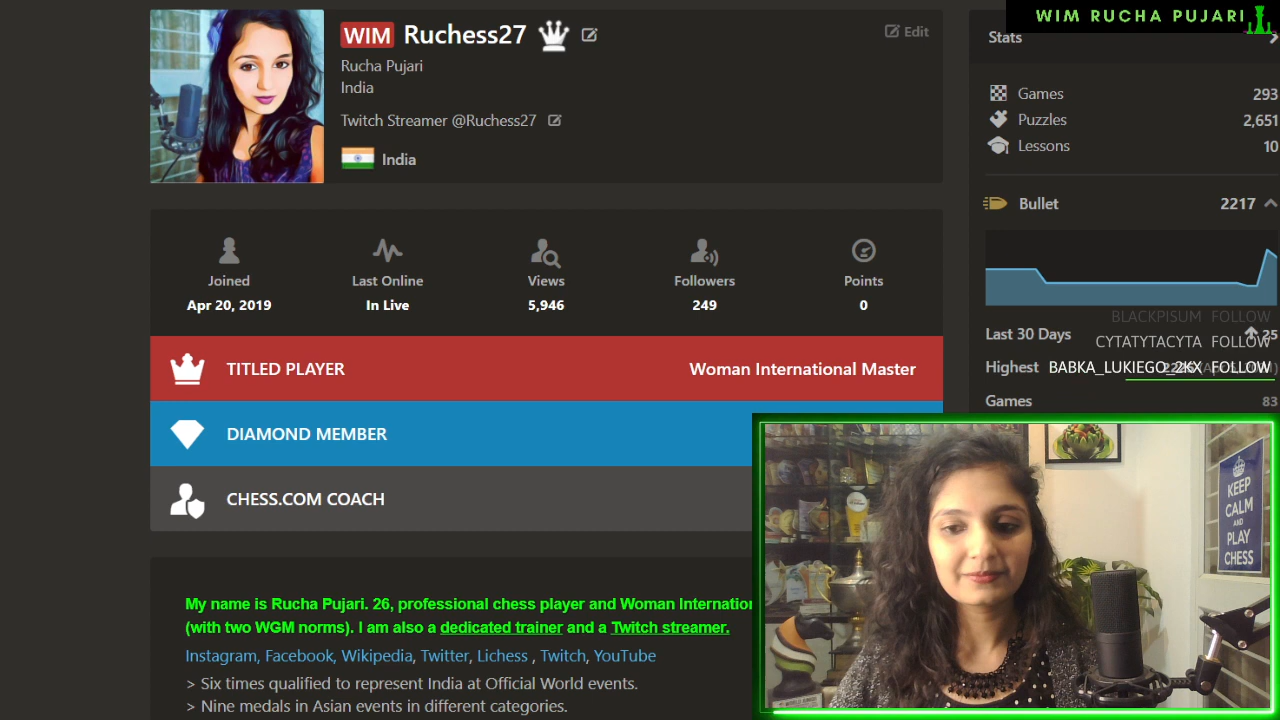 WIM RUCHA PUJARI
WIM Ruchess27
Edit
Rucha Pujari
India
Twitch Streamer @Ruchess27
India
Stats
Games 293
Puzzles 2,651
Lessons 10
Bullet 2217
Joined
Apr 20, 2019
Last Online
In Live
Views
5,946
Followers
249
Points
0
BLACKPISUM FOLLOW
Last 30 Days 25
CYTATYTACYTA FOLLOW
Highest
BABKA_LUKIEGO_2KY FOLLOW
Games 83
TITLED PLAYER Woman International Master
DIAMOND MEMBER
CHESS.COM COACH
My name is Rucha Pujari. 26, professional chess player and Woman Internation
(with two WGM norms). I am also a dedicated trainer and a Twitch streamer.
Instagram, Facebook, Wikipedia, Twitter, Lichess , Twitch, YouTube
> Six times qualified to represent India at Official World events.
> Nine medals in Asian events in different categories.
KEEP
CALM
AND
PLAY
CHESS